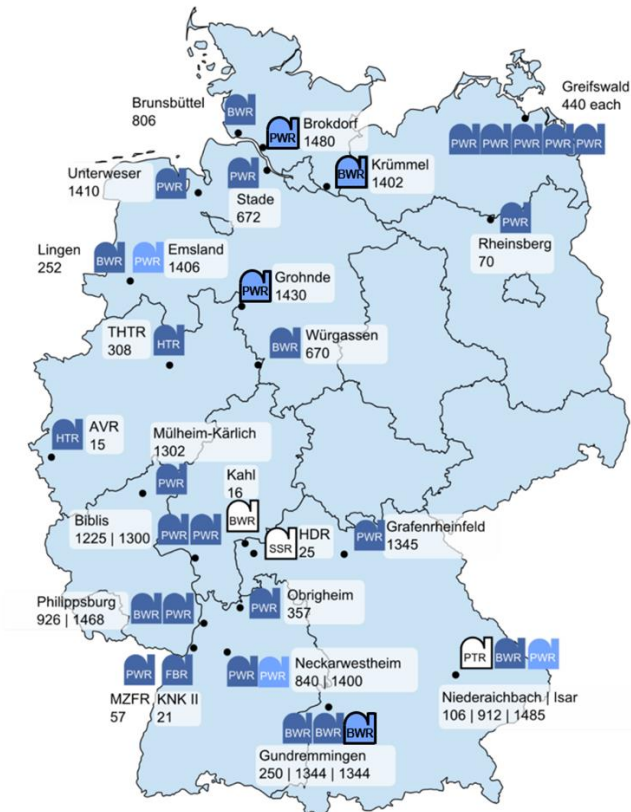 Brunsbüttel
806
BWR
PWR
Brokdorf
1480
Greifswald
440 each
PWR PWR PWR PWR PWR
Unterweser
1410
PWR
PWR
Stade
672
BWR
Krümmel
1402
PWR
Rheinsberg
70
Lingen
252
BWR
PWR
Emsland
1406
PWR
Grohnde
1430
THTR
308
HTR
BWR
Würgassen
670
HTR
AVR
15
Mülheim-Kärlich
1302
PWR
Kahl
16
BWR
Biblis
1225 | 1300
PWR PWR
SSR
HDR
25
PWR
Grafenrheinfeld
1345
Philippsburg
926 | 1468
BWR PWR
PWR
Obrigheim
357
PWR FBR
MZFR, KNK II
57 21
PWR PWR
Neckarwestheim
840 | 1400
PTR BWR PWR
Niederaichbach | Isar
106 | 912 | 1485
BWR BWR BWR
Gundremmingen
250 | 1344 | 1344